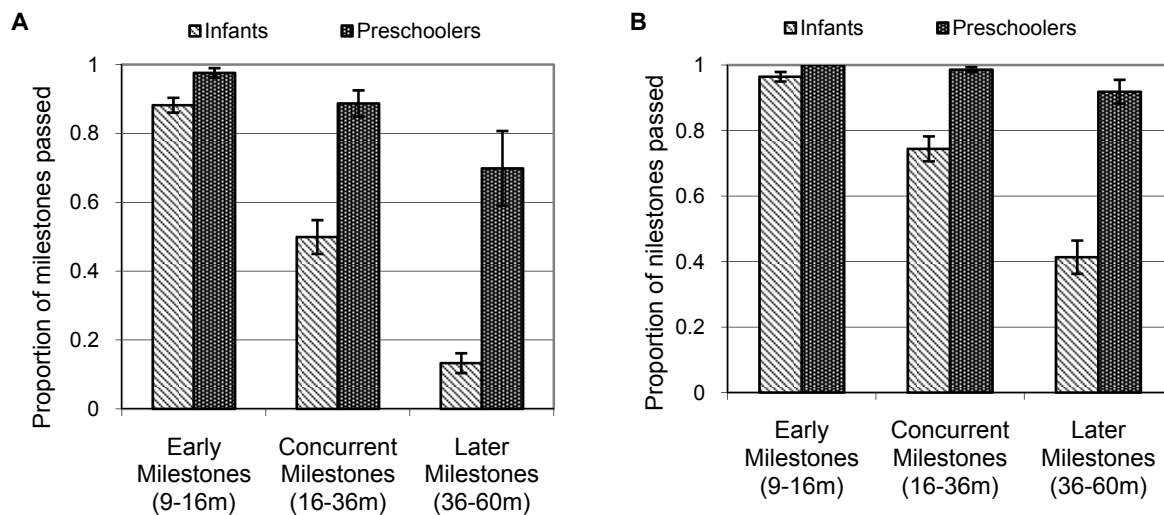 A
Infants Preschoolers
Proportion of milestones passed
1
0.8
0.6
0.4
0.2
0
Early
Milestones
(9-16m)
Concurrent
Milestones
(16-36m)
Later
Milestones
(36-60m)
B
Infants Preschoolers
Proportion of nilestones passed
1
0.8
0.6
0.4
0.2
0
Early
Milestones
(9-16m)
Concurrent
Milestones
(16-36m)
Later
Milestones
(36-60m)